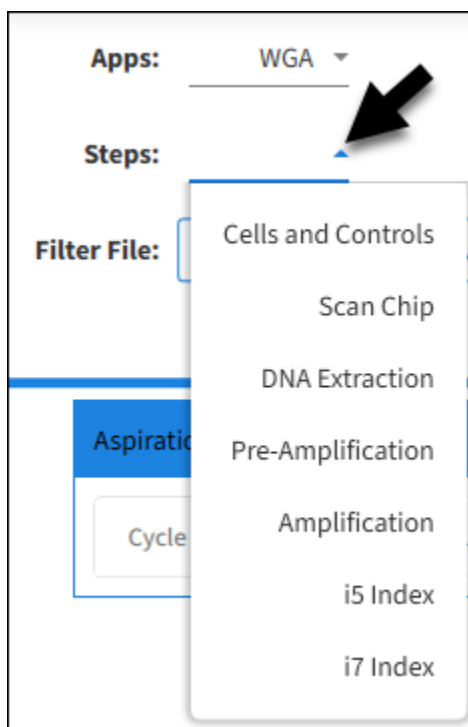 Apps: WGA
Steps:
Cells and Controls
Filter File:
Scan Chip
DNA Extraction
Pre-Amplification
Amplification
Cycle
i5 Index
i7 Index